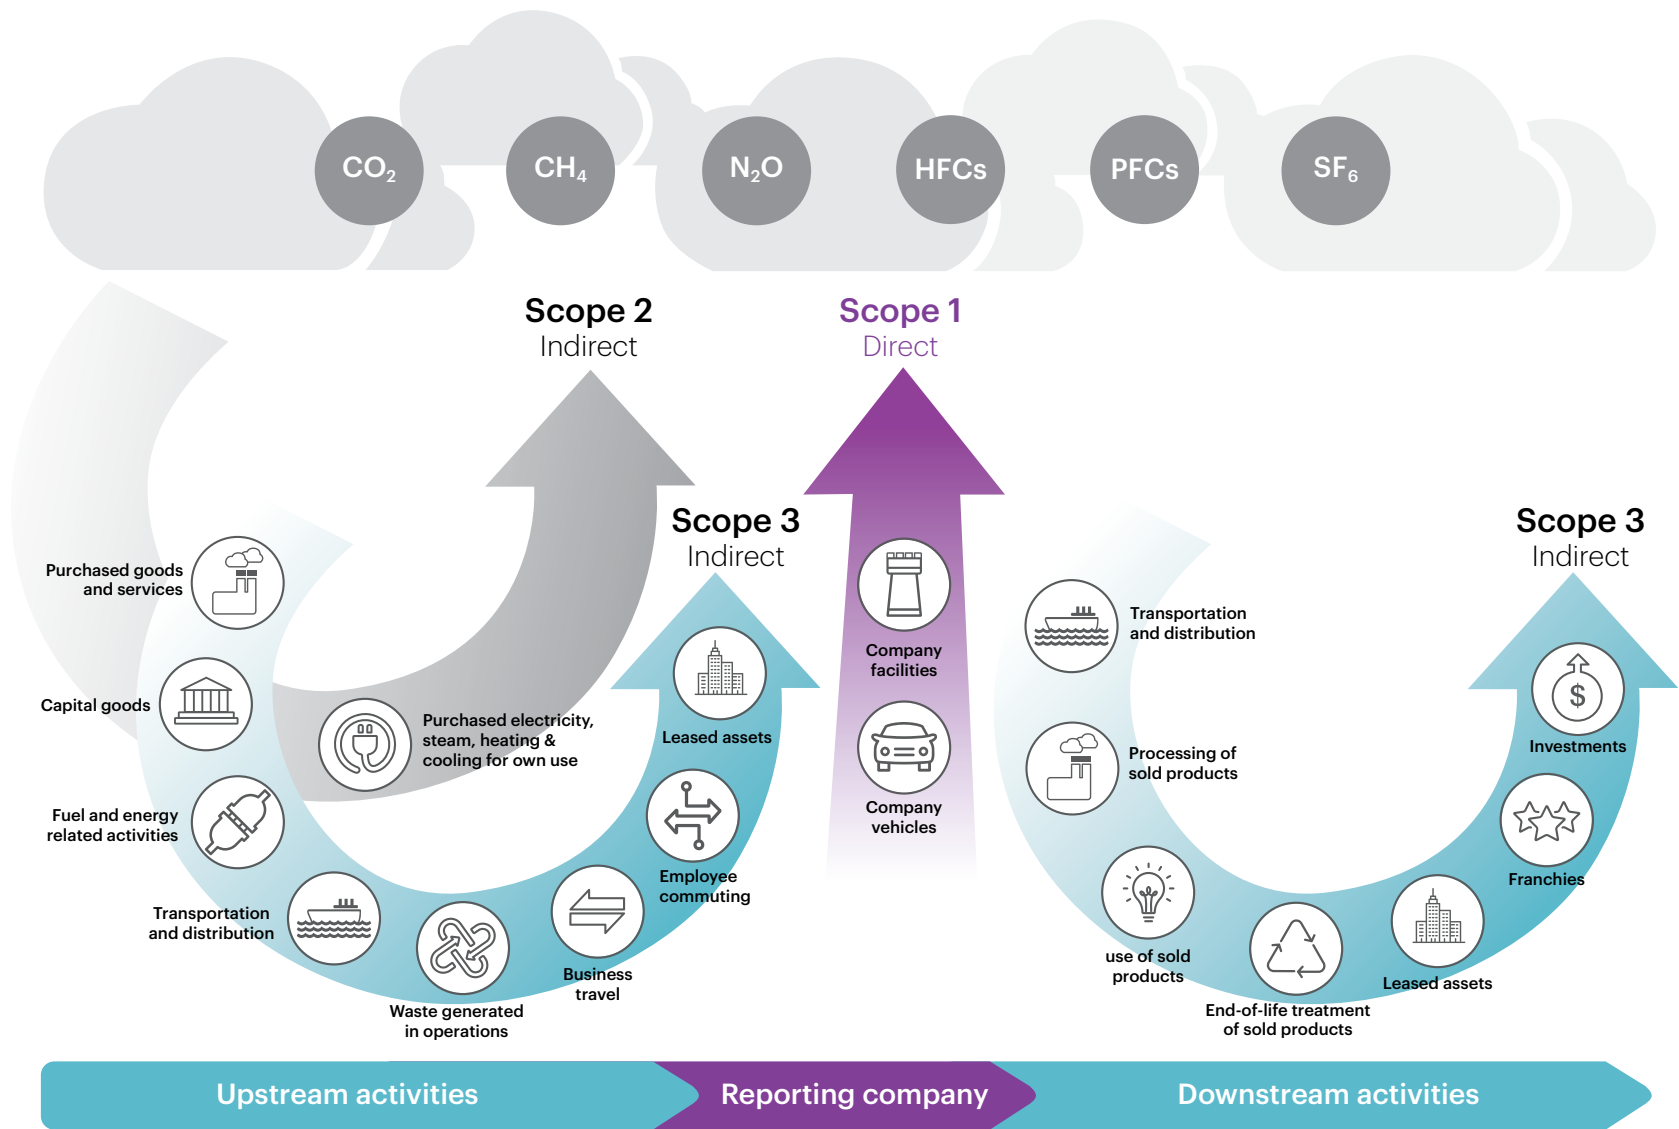 CO2
CH4
N2O
HFCs
PFCs
SF6
Scope 2
Indirect
Scope 1
Direct
Scope 3
Indirect
Scope 3
Indirect
Purchased goods
and services
Capital goods
Fuel and energy
related activities
Transportation
and distribution
Waste generated
in operations
Business
travel
Employee
commuting
Leased assets
Purchased electricity,
steam, heating &
cooling for own use
Company
facilities
Company
vehicles
Transportation
and distribution
Processing of
sold products
use of sold
products
End-of-life treatment
of sold products
Leased assets
Franchies
Investments
$
Upstream activities
Reporting company
Downstream activities